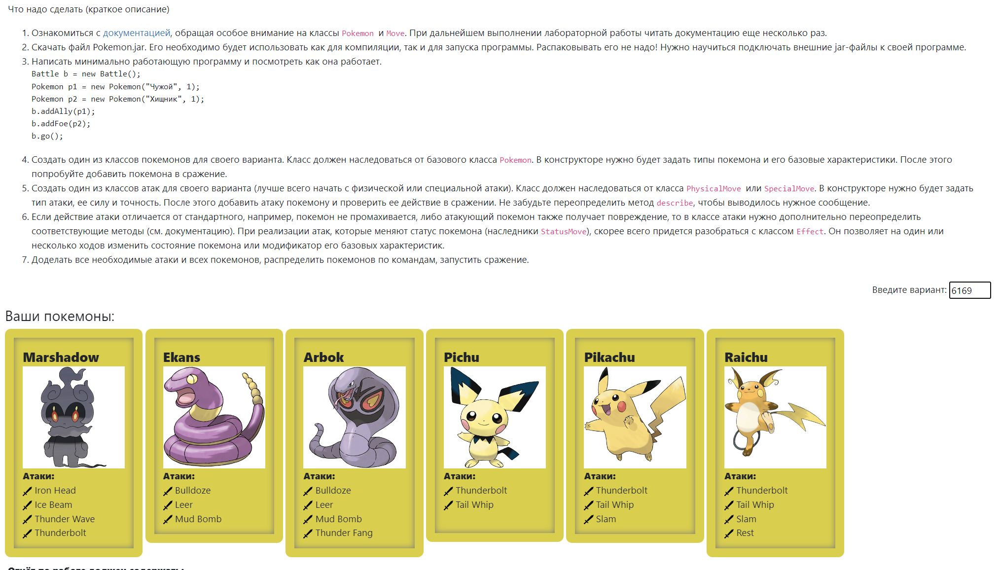 Что надо сделать (краткое описание)
1. Ознакомиться с документацией, обращая особое внимание на классы Pokemon и Move. При дальнейшем выполнении лабораторной работы читать документацию еще несколько раз.
2. Скачать файл Pokemon.jar. Его необходимо будет использовать как для компиляции, так и для запуска программы. Распаковывать его не надо! Нужно научиться подключать внешние jar-файлы к своей программе.
3. Написать минимально работающую программу и посмотреть как она работает.
Battle b = new Battle();
Pokemon p1 = new Pokemon("Чужой", 1);
Pokemon p2 = new Pokemon("Хищник", 1);
b.addAlly(p1);
b.addFoe(p2);
b.go();
4. Создать один из классов покемонов для своего варианта. Класс должен наследоваться от базового класса Pokemon. В конструкторе нужно будет задать типы покемона и его базовые характеристики. После этого
попробуйте добавить покемона в сражение.
5. Создать один из классов атак для своего варианта (лучше всего начать с физической или специальной атаки). Класс должен наследоваться от класса PhysicalMove или SpecialMove. В конструкторе нужно будет задать
тип атаки, ее силу и точность. После этого добавить атаку покемону и проверить ее действие в сражении. Не забудьте переопределить метод describe, чтобы выводилось нужное сообщение.
6. Если действие атаки отличается от стандартного, например, покемон не промахивается, либо атакующий покемон также получает повреждение, то в классе атаки нужно дополнительно переопределить
соответствующие методы (см. документацию). При реализации атак, которые меняют статус покемона (наследники StatusMove), скорее всего придется разобраться с классом Effect. Он позволяет на один или
несколько ходов изменить состояние покемона или модификатор его базовых характеристик.
7. Доделать все необходимые атаки и всех покемонов, распределить покемонов по командам, запустить сражение.
Введите вариант: 6169
Ваши покемоны:
Marshadow
Атаки:
Iron Head
Ice Beam
Thunder Wave
Thunderbolt
Ekans
Атаки:
Bulldoze
Leer
Mud Bomb
Arbok
Атаки:
Bulldoze
Leer
Mud Bomb
Thunder Fang
Pichu
Атаки:
Thunderbolt
Tail Whip
Pikachu
Атаки:
Thunderbolt
Tail Whip
Slam
Raichu
Атаки:
Thunderbolt
Tail Whip
Slam
Rest
Отчёт по работе должен содержать: